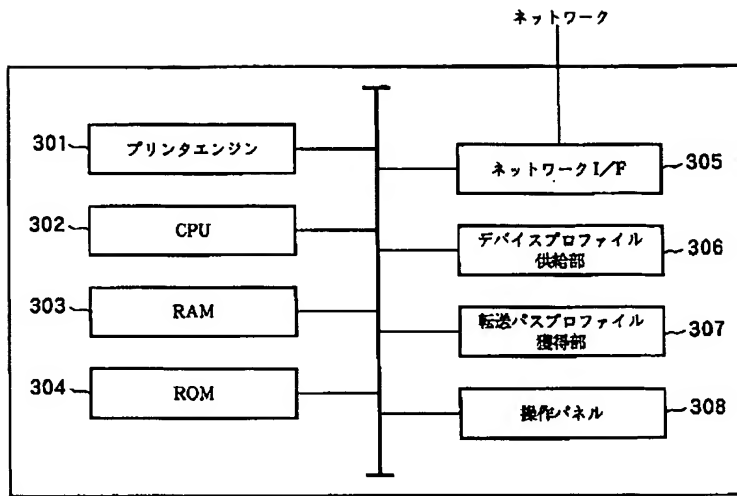 ネットワーク
301
プリンタエンジン
302
CPU
303
RAM
304
ROM
ネットワーク I/F
305
デバイスプロファイル
供給部
306
転送パスプロファイル
獲得部
307
操作パネル
308